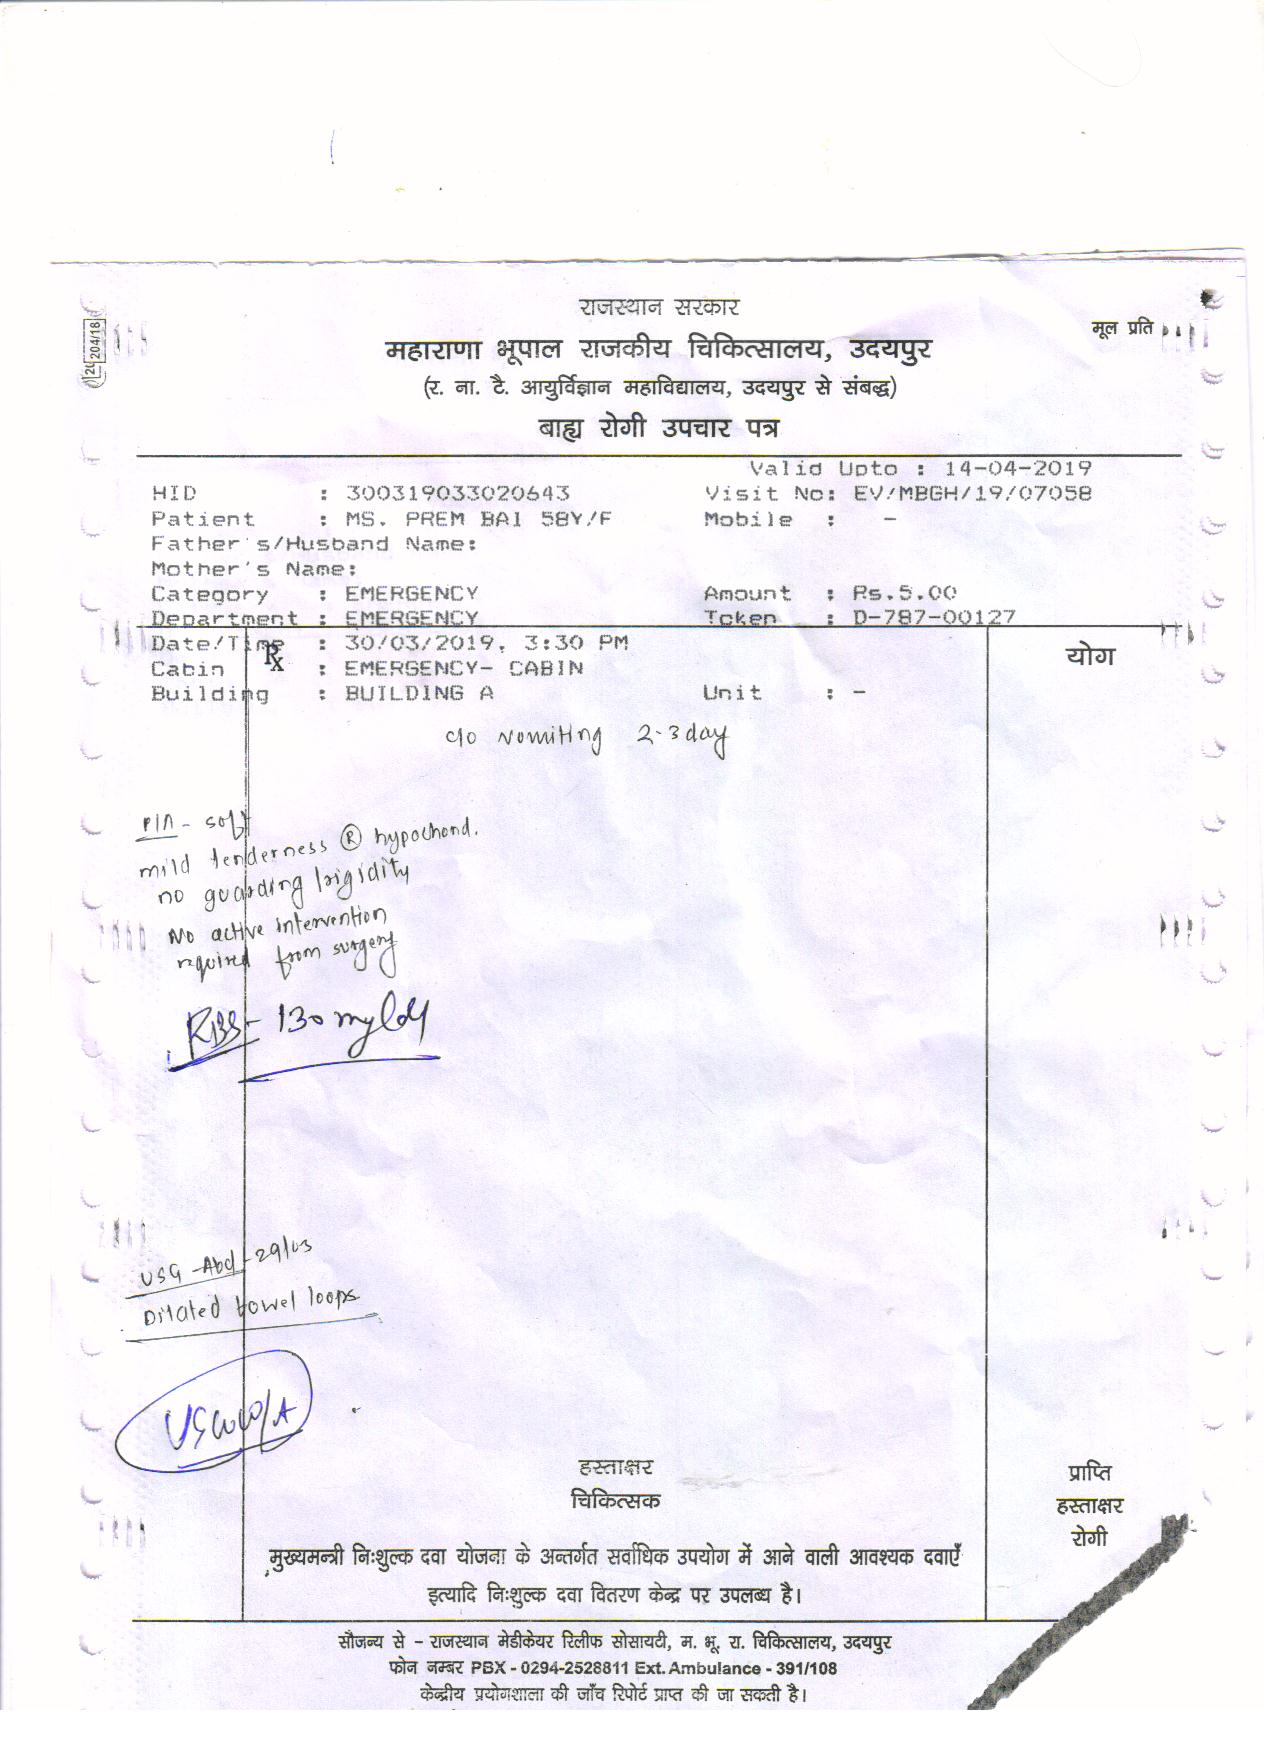 राजस्थान सरकार
मूल प्रति
204/18
महाराणा भूपाल राजकीय चिकित्सालय, उदयपुर
(र. ना. टै. आयुर्विज्ञान महाविद्यालय, उदयपुर से संबद्ध)
बाह्य रोगी उपचार पत्र
Valid Upto : 14-04-2019
HID : 300319033020643 Visit No: EV/MBGH/19/07058
Patient : MS. PREM BAI 58Y/F Mobile : -
Father's/Husband Name:
Mother's Name:
Category : EMERGENCY Amount : Rs.5.00
Department : EMERGENCY Token : D-787-00127
Date/Time : 30/03/2019, 3:30 PM
Rx
योग
Cabin : EMERGENCY- CABIN
Building : BUILDING A Unit : -
c/o vomiting 2-3 day
P/A - soft
mild tenderness (R) hypochond.
no guarding/rigidity
No active intervention
required from surgery
RBS - 130 mg/dl
USG - Abd - 29/03
Dilated bowel loops
हस्ताक्षर
चिकित्सक
प्राप्ति
हस्ताक्षर
रोगी
मुख्यमन्त्री निःशुल्क दवा योजना के अन्तर्गत सर्वाधिक उपयोग में आने वाली आवश्यक दवाएँ
इत्यादि निःशुल्क दवा वितरण केन्द्र पर उपलब्ध है।
सौजन्य से - राजस्थान मेडीकेयर रिलीफ सोसायटी, म. भू. रा. चिकित्सालय, उदयपुर
फोन नम्बर PBX - 0294-2528811 Ext. Ambulance - 391/108
केन्द्रीय प्रयोगशाला की जाँच रिपोर्ट प्राप्त की जा सकती है।